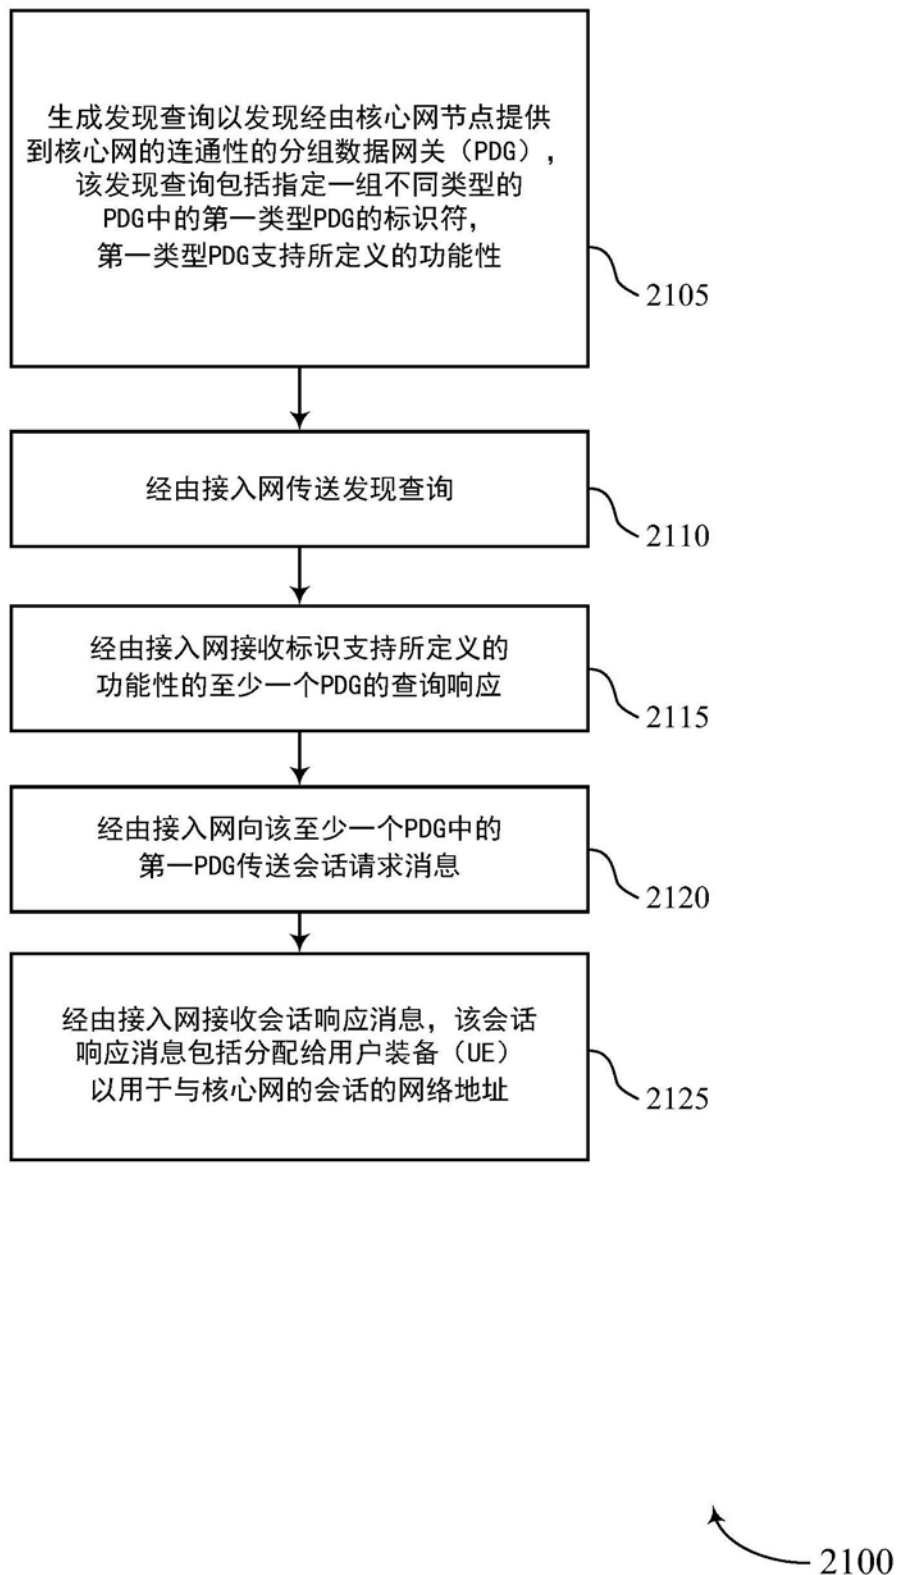 生成发现查询以发现经由核心网节点提供
到核心网的连通性的分组数据网关（PDG），
该发现查询包括指定一组不同类型的
PDG中的第一类型PDG的标识符，
第一类型PDG支持所定义的功能性
2105
经由接入网传送发现查询
2110
经由接入网接收标识支持所定义的
功能性的至少一个PDG的查询响应
2115
经由接入网向该至少一个PDG中的
第一PDG传送会话请求消息
2120
经由接入网接收会话响应消息，该会话
响应消息包括分配给用户装备（UE）
以用于与核心网的会话的网络地址
2125
2100